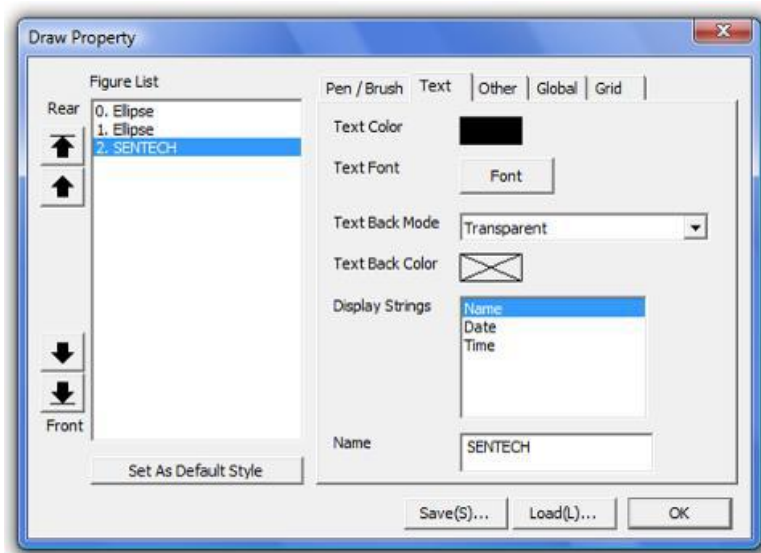 Draw Property
Figure List
Rear
0. Ellipse
1. Ellipse
2. SENTECH
Front
Set As Default Style
Pen / Brush Text Other Global Grid
Text Color
Text Font Font
Text Back Mode Transparent
Text Back Color
Display Strings Name
Date
Time
Name SENTECH
Save(S)... Load(L)... OK